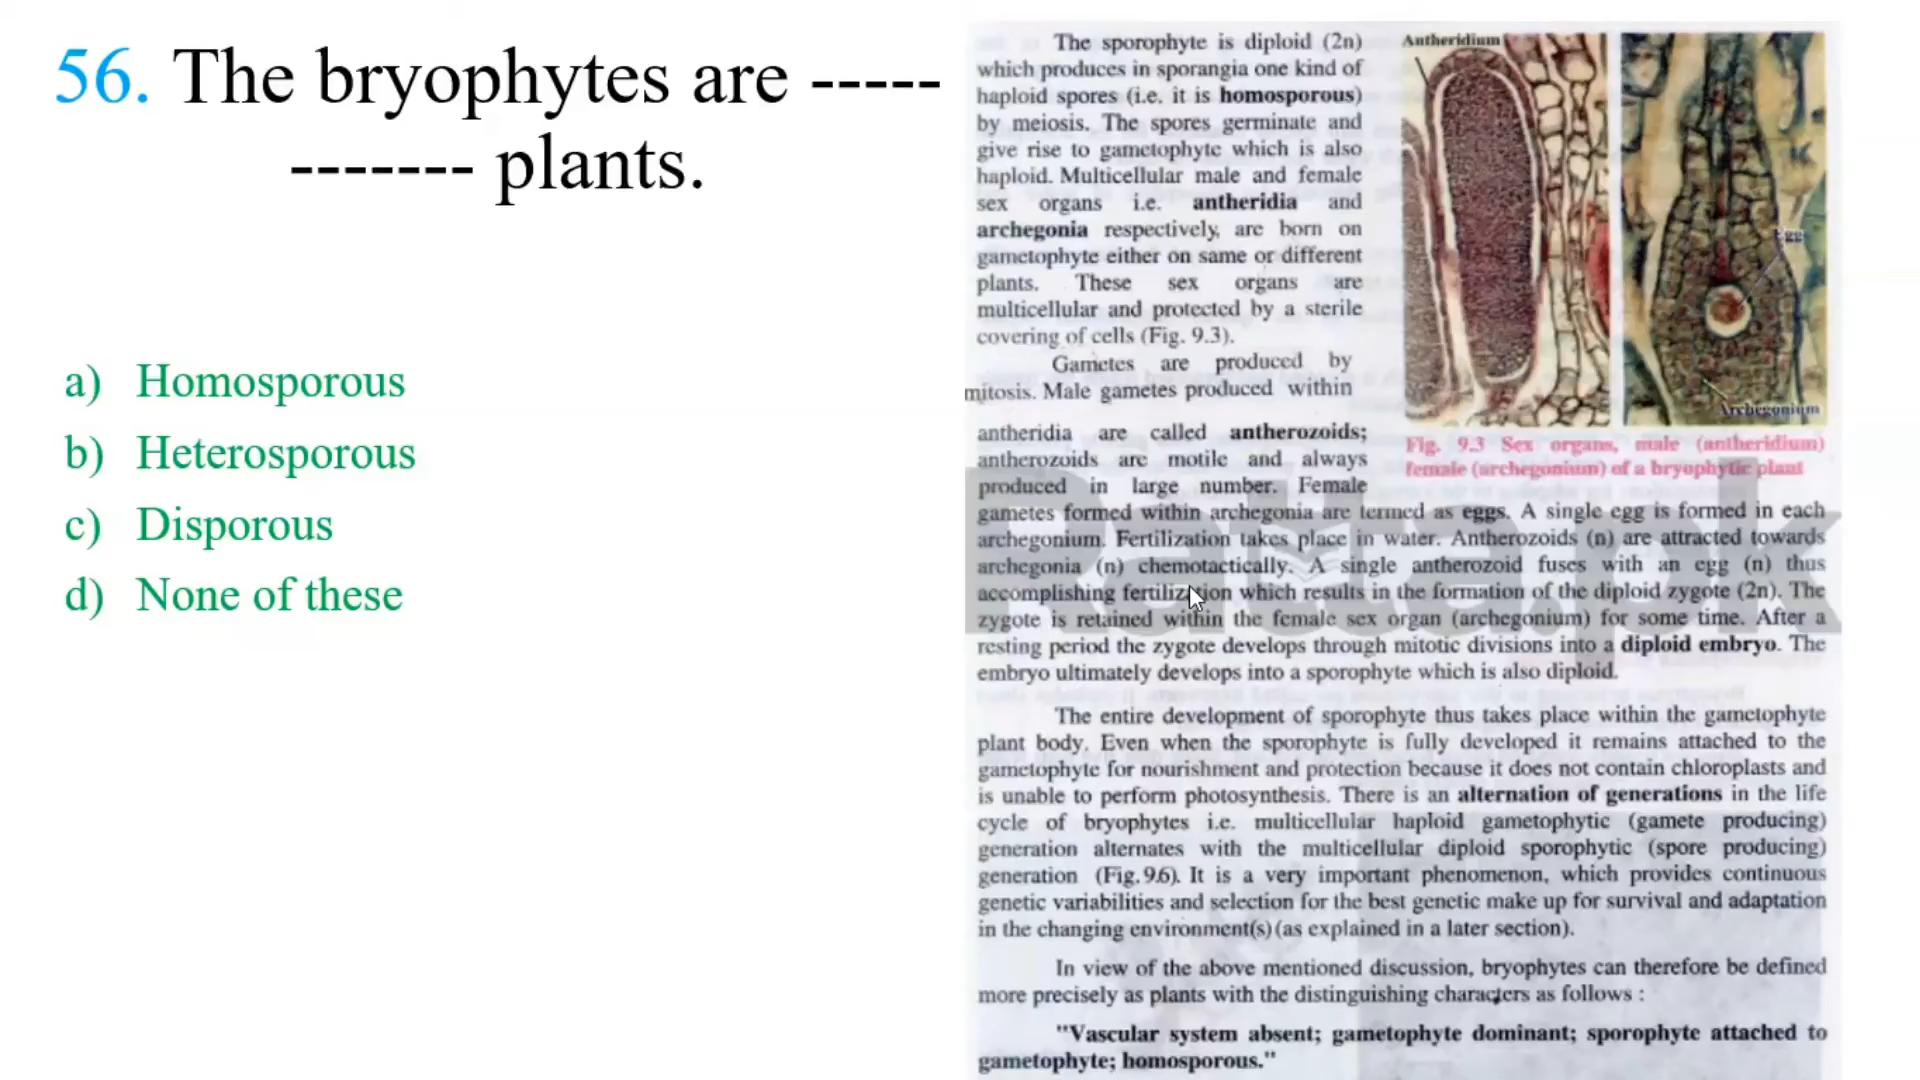 56. The bryophytes are -----
------- plants.
a) Homosporous
b) Heterosporous
c) Disporous
d) None of these
The sporophyte is diploid (2n)
which produces in sporangia one kind of
haploid spores (i.e. it is homosporous)
by meiosis. The spores germinate and
give rise to gametophyte which is also
haploid. Multicellular male and female
sex organs i.e. antheridia and
archegonia respectively, are born on
gametophyte either on same or different
plants. These sex organs are
multicellular and protected by a sterile
covering of cells (Fig. 9.3).
Gametes are produced by
mitosis. Male gametes produced within
antheridia are called antherozoids;
antherozoids are motile and always
produced in large number. Female
Antheridium
Egg
Archegonium
Fig. 9.3 Sex organs, male (antheridium)
female (archegonium) of a bryophytic plant
gametes formed within archegonia are termed as eggs. A single egg is formed in each
archegonium. Fertilization takes place in water. Antherozoids (n) are attracted towards
archegonia (n) chemotactically. A single antherozoid fuses with an egg (n) thus
accomplishing fertilization which results in the formation of the diploid zygote (2n). The
zygote is retained within the female sex organ (archegonium) for some time. After a
resting period the zygote develops through mitotic divisions into a diploid embryo. The
embryo ultimately develops into a sporophyte which is also diploid.
The entire development of sporophyte thus takes place within the gametophyte
plant body. Even when the sporophyte is fully developed it remains attached to the
gametophyte for nourishment and protection because it does not contain chloroplasts and
is unable to perform photosynthesis. There is an alternation of generations in the life
cycle of bryophytes i.e. multicellular haploid gametophytic (gamete producing)
generation alternates with the multicellular diploid sporophytic (spore producing)
generation (Fig.9.6). It is a very important phenomenon, which provides continuous
genetic variabilities and selection for the best genetic make up for survival and adaptation
in the changing environment(s) (as explained in a later section).
In view of the above mentioned discussion, bryophytes can therefore be defined
more precisely as plants with the distinguishing characters as follows :
"Vascular system absent; gametophyte dominant; sporophyte attached to
gametophyte; homosporous."
Ratta.pk